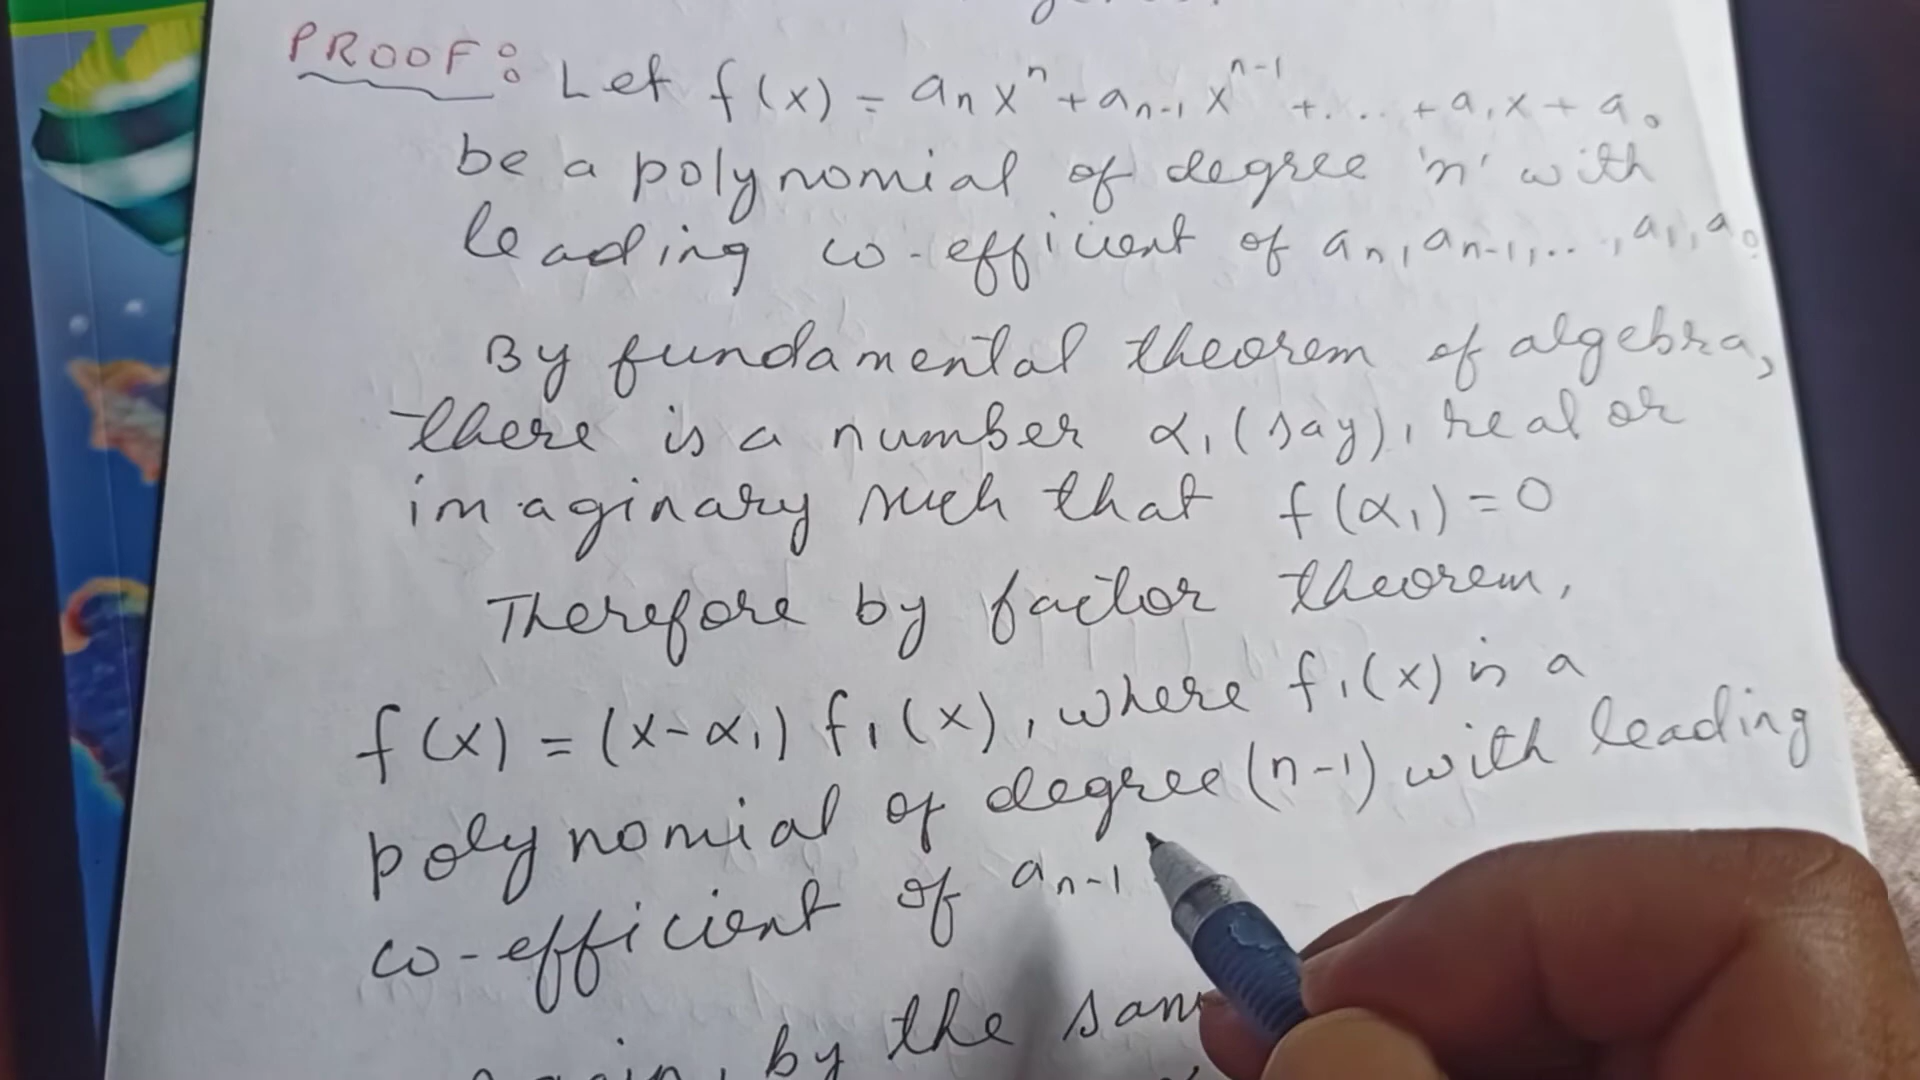 PROOF: Let f(x) = aₙxⁿ + aₙ₋₁xⁿ⁻¹ + ... + a₁x + a₀
be a polynomial of degree 'n' with
leading co-efficient of aₙ, aₙ₋₁, ..., a₁, a₀
By fundamental theorem of algebra,
there is a number α₁ (say), real or
imaginary such that f(α₁) = 0
Therefore by factor theorem,
f(x) = (x-α₁) f₁(x), where f₁(x) is a
polynomial of degree (n-1) with leading
co-efficient of aₙ₋₁
by the